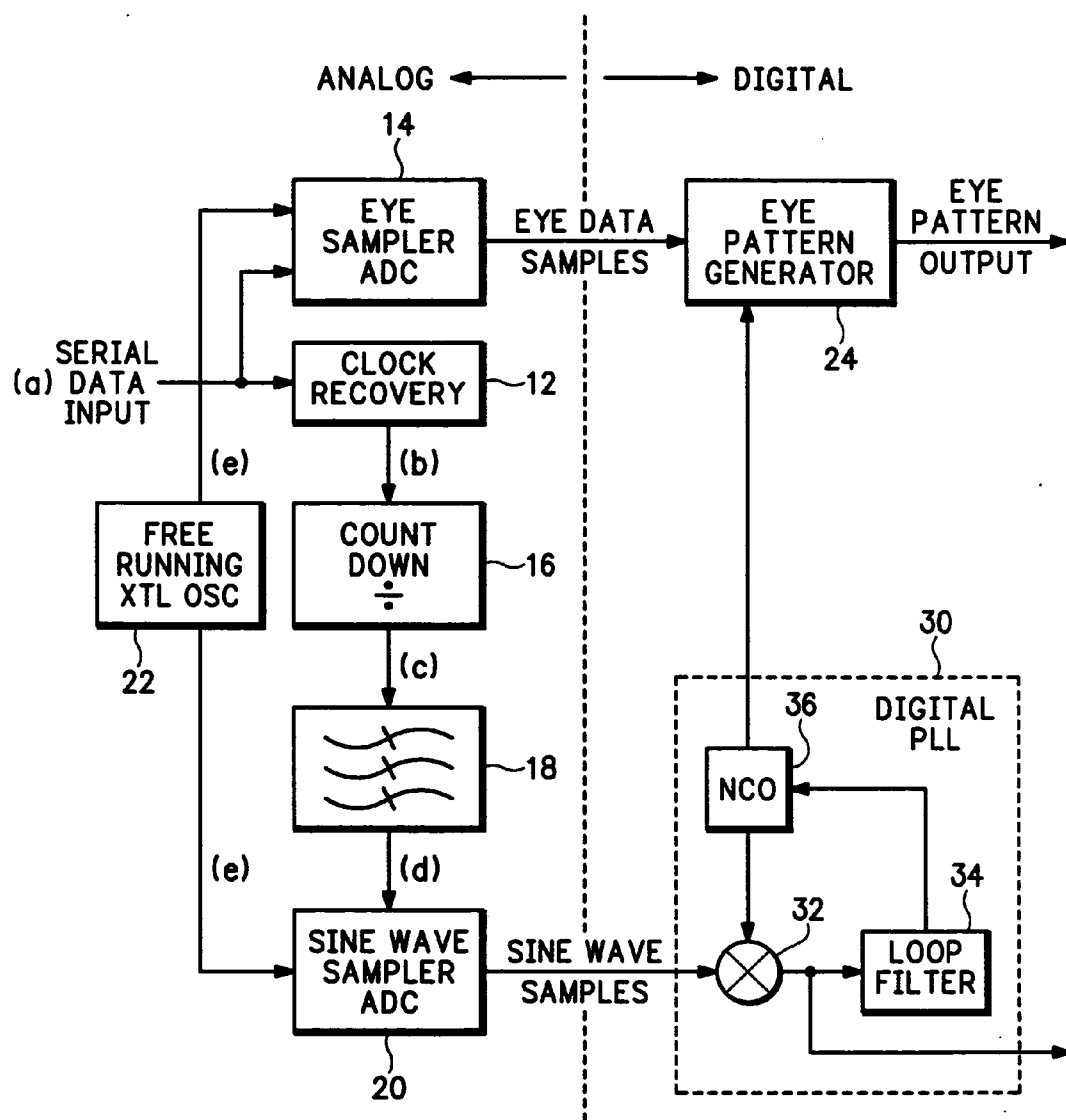 ANALOG
DIGITAL
14
EYE
SAMPLER
ADC
EYE DATA
SAMPLES
EYE
PATTERN
GENERATOR
EYE
PATTERN
OUTPUT
24
(a)
SERIAL
DATA
INPUT
CLOCK
RECOVERY
12
(e)
(b)
FREE
RUNNING
XTL OSC
22
COUNT
DOWN
÷
16
(c)
18
(e)
(d)
SINE WAVE
SAMPLER
ADC
20
SINE WAVE
SAMPLES
30
DIGITAL
PLL
36
NCO
32
34
LOOP
FILTER